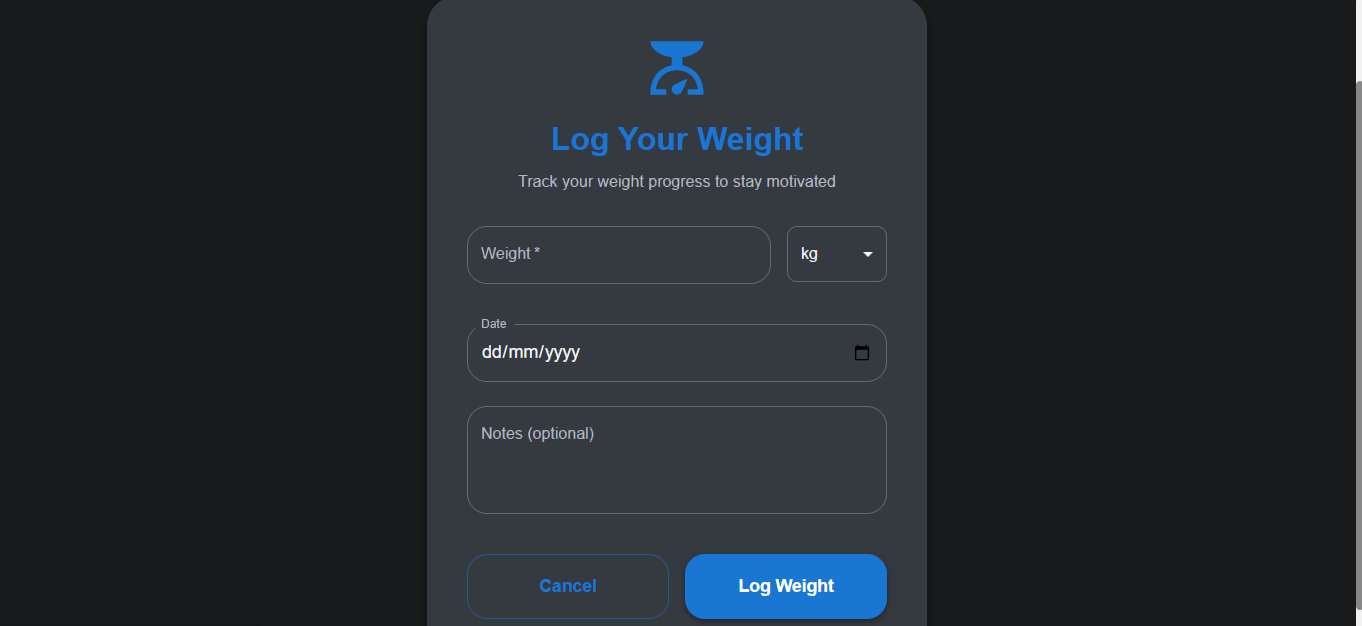 Log Your Weight
Track your weight progress to stay motivated
Weight *
kg
Date
dd/mm/yyyy
Notes (optional)
Cancel
Log Weight